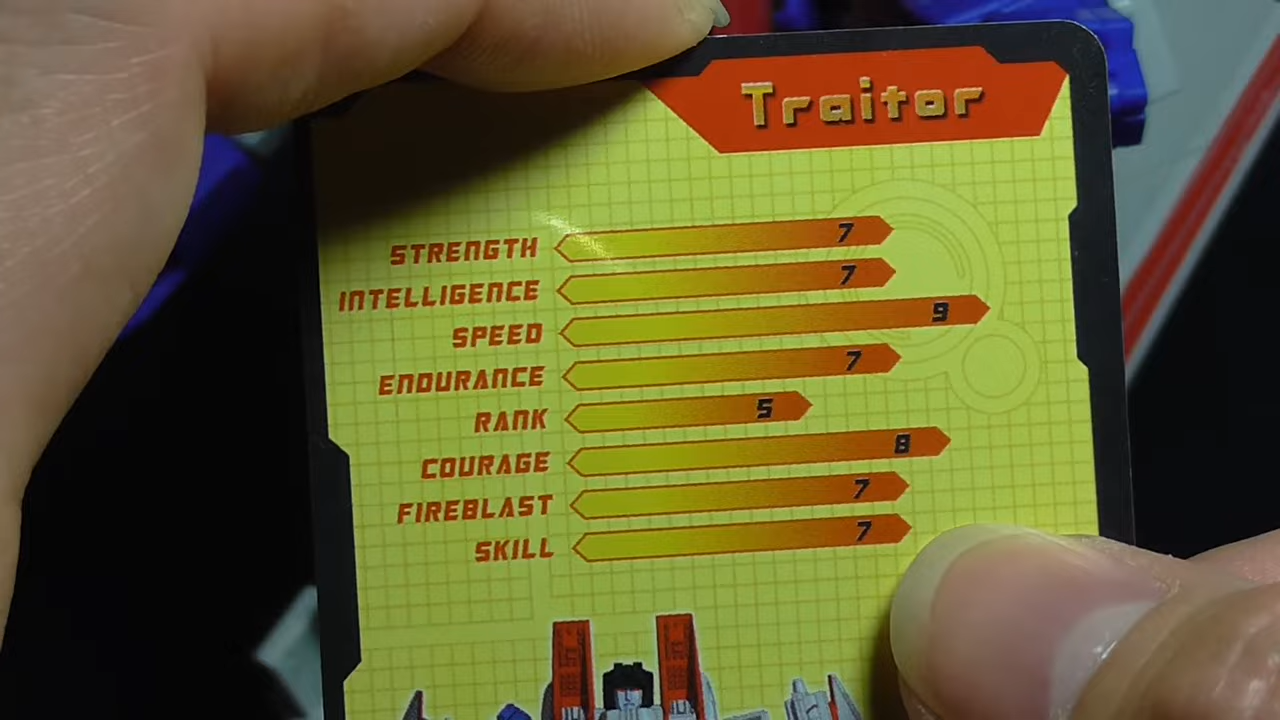 Traitor
STRENGTH 7
INTELLIGENCE 7
SPEED 9
ENDURANCE 7
RANK 5
COURAGE 8
FIREBLAST 7
SKILL 7